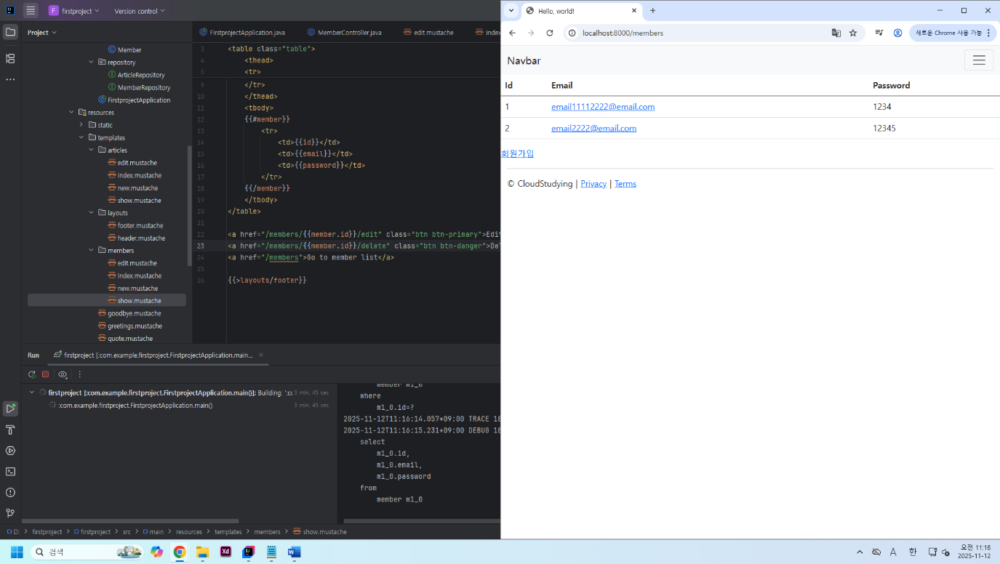 firstproject
Version control
Project
Member
repository
ArticleRepository
MemberRepository
FirstprojectApplication
resources
static
templates
articles
edit.mustache
index.mustache
new.mustache
show.mustache
layouts
footer.mustache
header.mustache
members
edit.mustache
index.mustache
new.mustache
show.mustache
goodbye.mustache
greetings.mustache
quote.mustache
FirstprojectApplication.java
MemberController.java
edit.mustache
index
3 <table class="table">
4 <thead>
5 <tr>
9 </tr>
10 </thead>
11 <tbody>
12 {{#member}}
13 <tr>
14 <td>{{id}}</td>
15 <td>{{email}}</td>
16 <td>{{password}}</td>
17 </tr>
18 {{/member}}
19 </tbody>
20 </table>
21
22 <a href="/members/{{member.id}}/edit" class="btn btn-primary">Edit
23 <a href="/members/{{member.id}}/delete" class="btn btn-danger">Del
24 <a href="/members">Go to member list</a>
25
26 {{>layouts/footer}}
Run
firstproject [:com.example.firstproject.FirstprojectApplication.main...
firstproject [:com.example.firstproject.FirstprojectApplication.main()]: Building: ':co 3 min, 45 sec
:com.example.firstproject.FirstprojectApplication.main() 3 min, 45 sec
member m1_0
where
m1_0.id=?
2025-11-12T11:16:14.057+09:00 TRACE 18
2025-11-12T11:16:15.231+09:00 DEBUG 18
select
m1_0.id,
m1_0.email,
m1_0.password
from
member m1_0
D: firstproject firstproject src main resources templates members show.mustache
Hello, world!
localhost:8000/members
새로운 Chrome 사용 가능
Navbar
Id Email Password
1 email11112222@email.com 1234
2 email2222@email.com 12345
회원가입
© CloudStudying | Privacy | Terms
검색
Xd
A
한
오전 11:16
2025-11-12